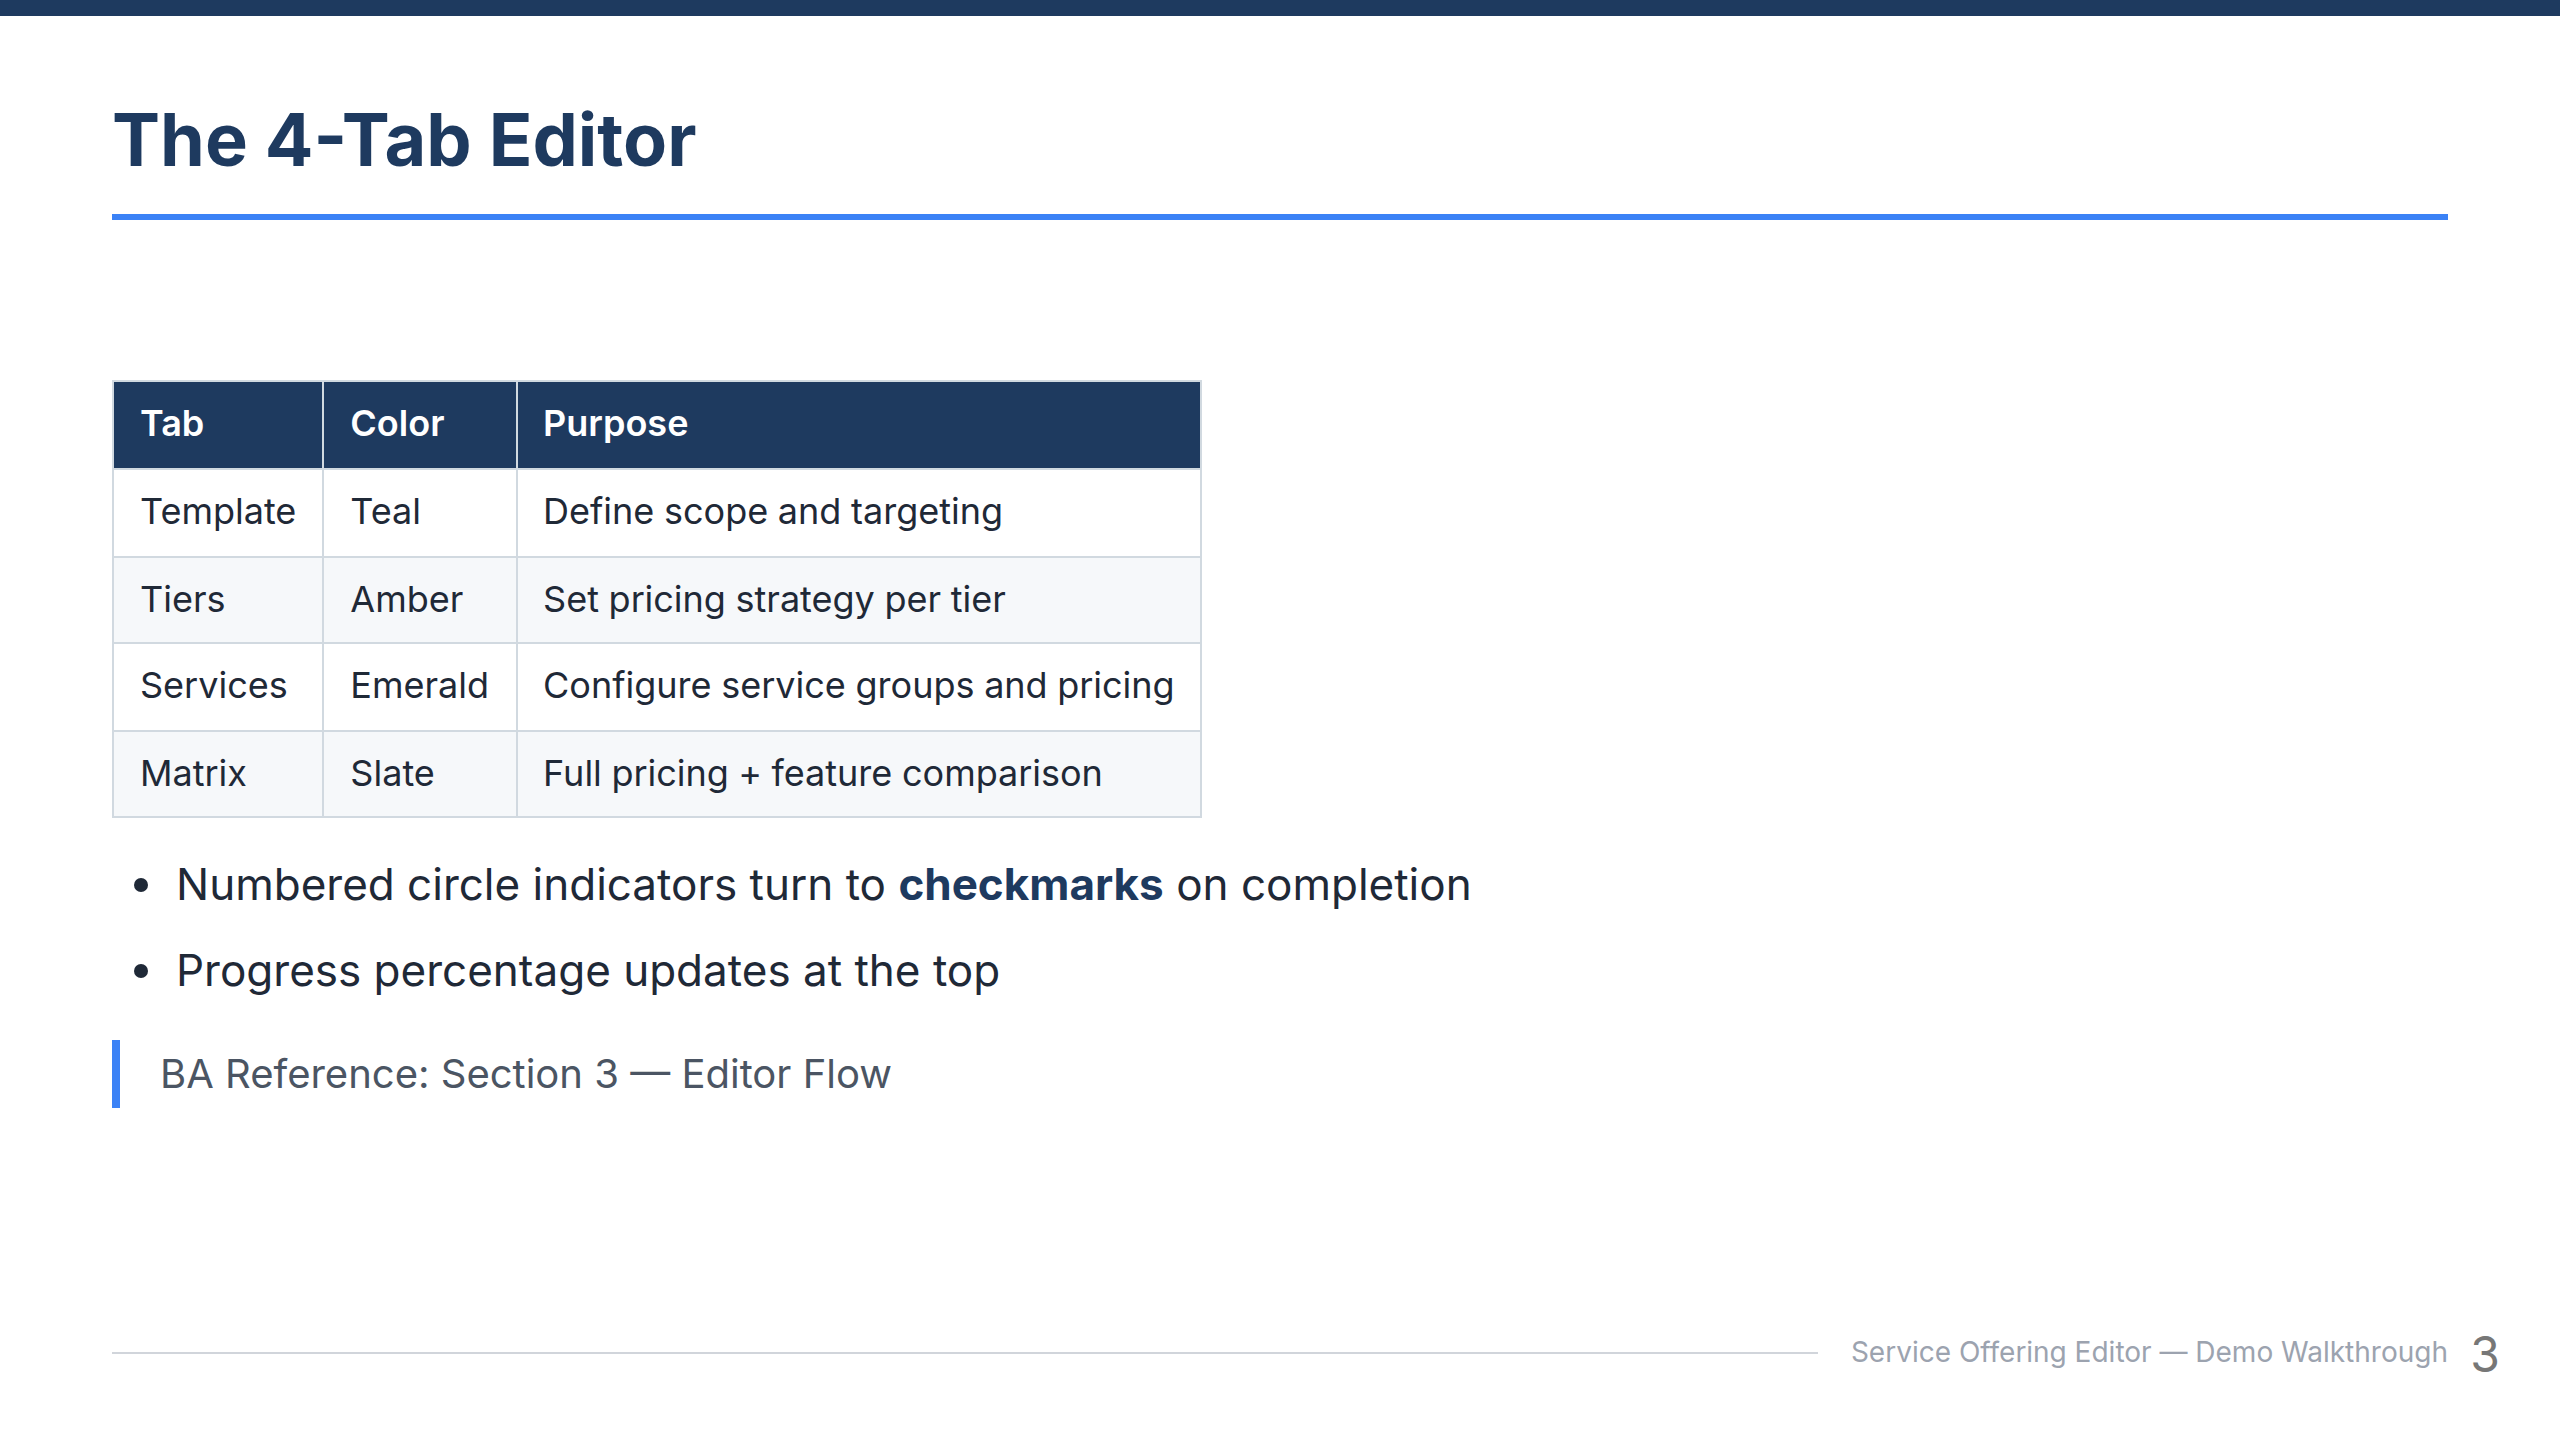 The 4-Tab Editor
Tab Color Purpose
Template Teal Define scope and targeting
Tiers Amber Set pricing strategy per tier
Services Emerald Configure service groups and pricing
Matrix Slate Full pricing + feature comparison
• Numbered circle indicators turn to checkmarks on completion
• Progress percentage updates at the top
BA Reference: Section 3 — Editor Flow
Service Offering Editor — Demo Walkthrough 3